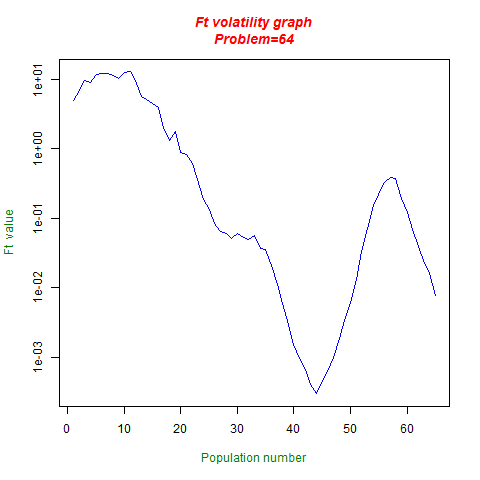 Ft volatility graph
Problem=64
1e+01
1e+00
1e-01
1e-02
1e-03
Ft value
0 10 20 30 40 50 60
Population number